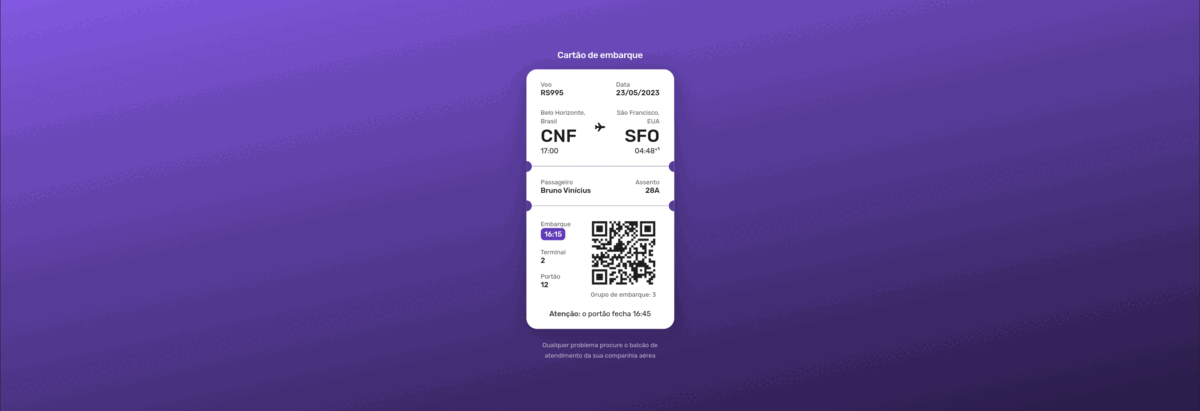 Cartão de embarque
Voo
RS995
Data
23/05/2023
Belo Horizonte,
Brasil
CNF
17:00
São Francisco,
EUA
SFO
04:48+1
Passageiro
Bruno Vinícius
Assento
28A
Embarque
16:15
Terminal
2
Portão
12
Grupo de embarque: 3
Atenção: o portão fecha 16:45
Qualquer problema procure o balcão de
atendimento da sua companhia aérea